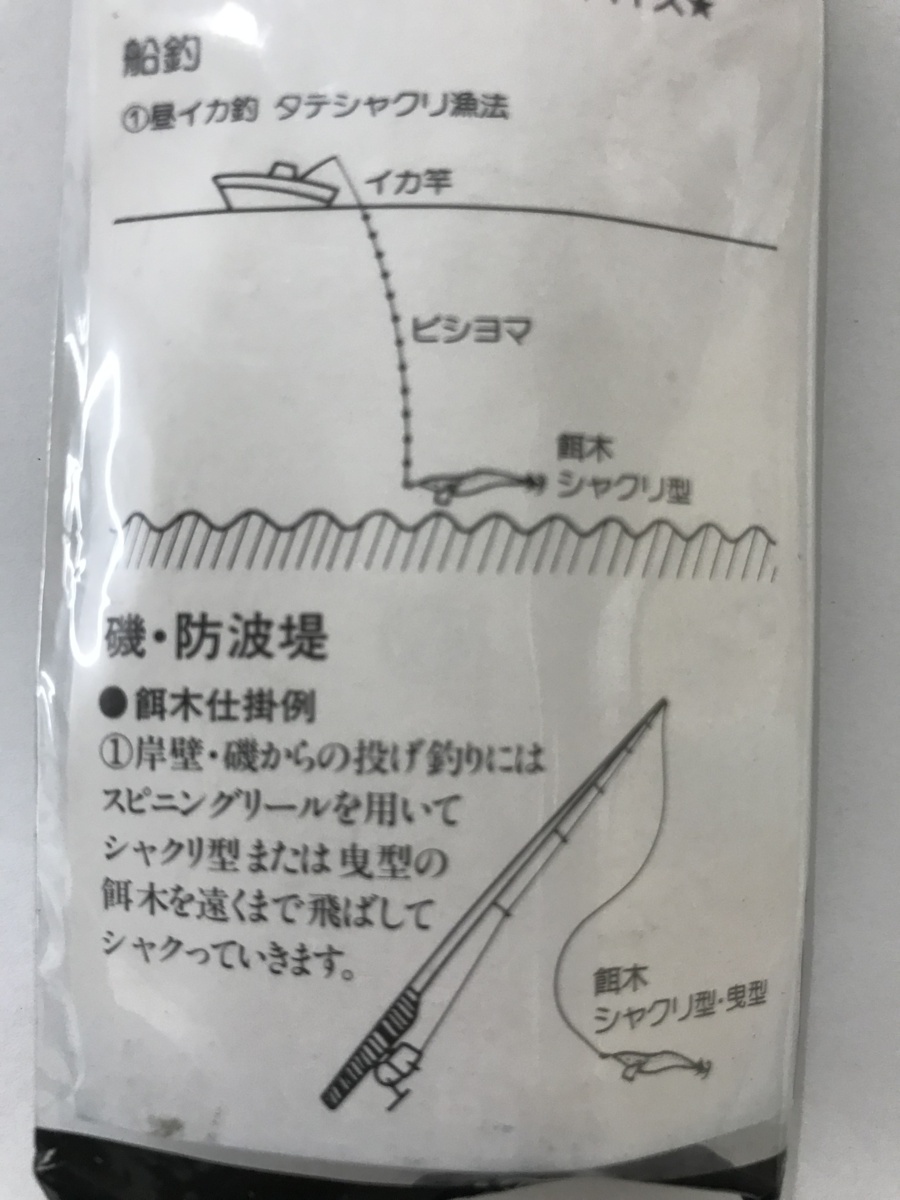 船釣
①昼イカ釣 タテシャクリ漁法
イカ竿
ビシヨマ
餌木
シャクリ型
磯・防波堤
●餌木仕掛例
①岸壁・磯からの投げ釣りには
スピニングリールを用いて
シャクリ型または曳型の
餌木を遠くまで飛ばして
シャクっていきます。
餌木
シャクリ型・曳型